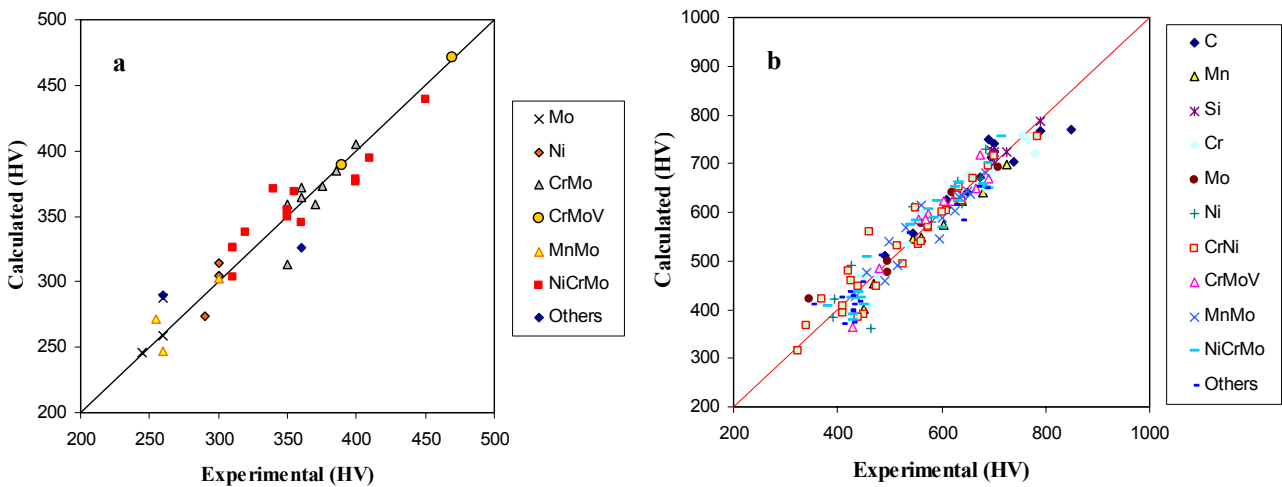 500
450
400
350
300
250
200
Calculated (HV)
a
200
250
300
350
400
450
500
Experimental (HV)
Mo
Ni
CrMo
CrMoV
MnMo
NiCrMo
Others
1000
900
800
700
600
500
400
300
200
Calculated (HV)
b
200
400
600
800
1000
Experimental (HV)
C
Mn
Si
Cr
Mo
Ni
CrNi
CrMoV
MnMo
NiCrMo
Others